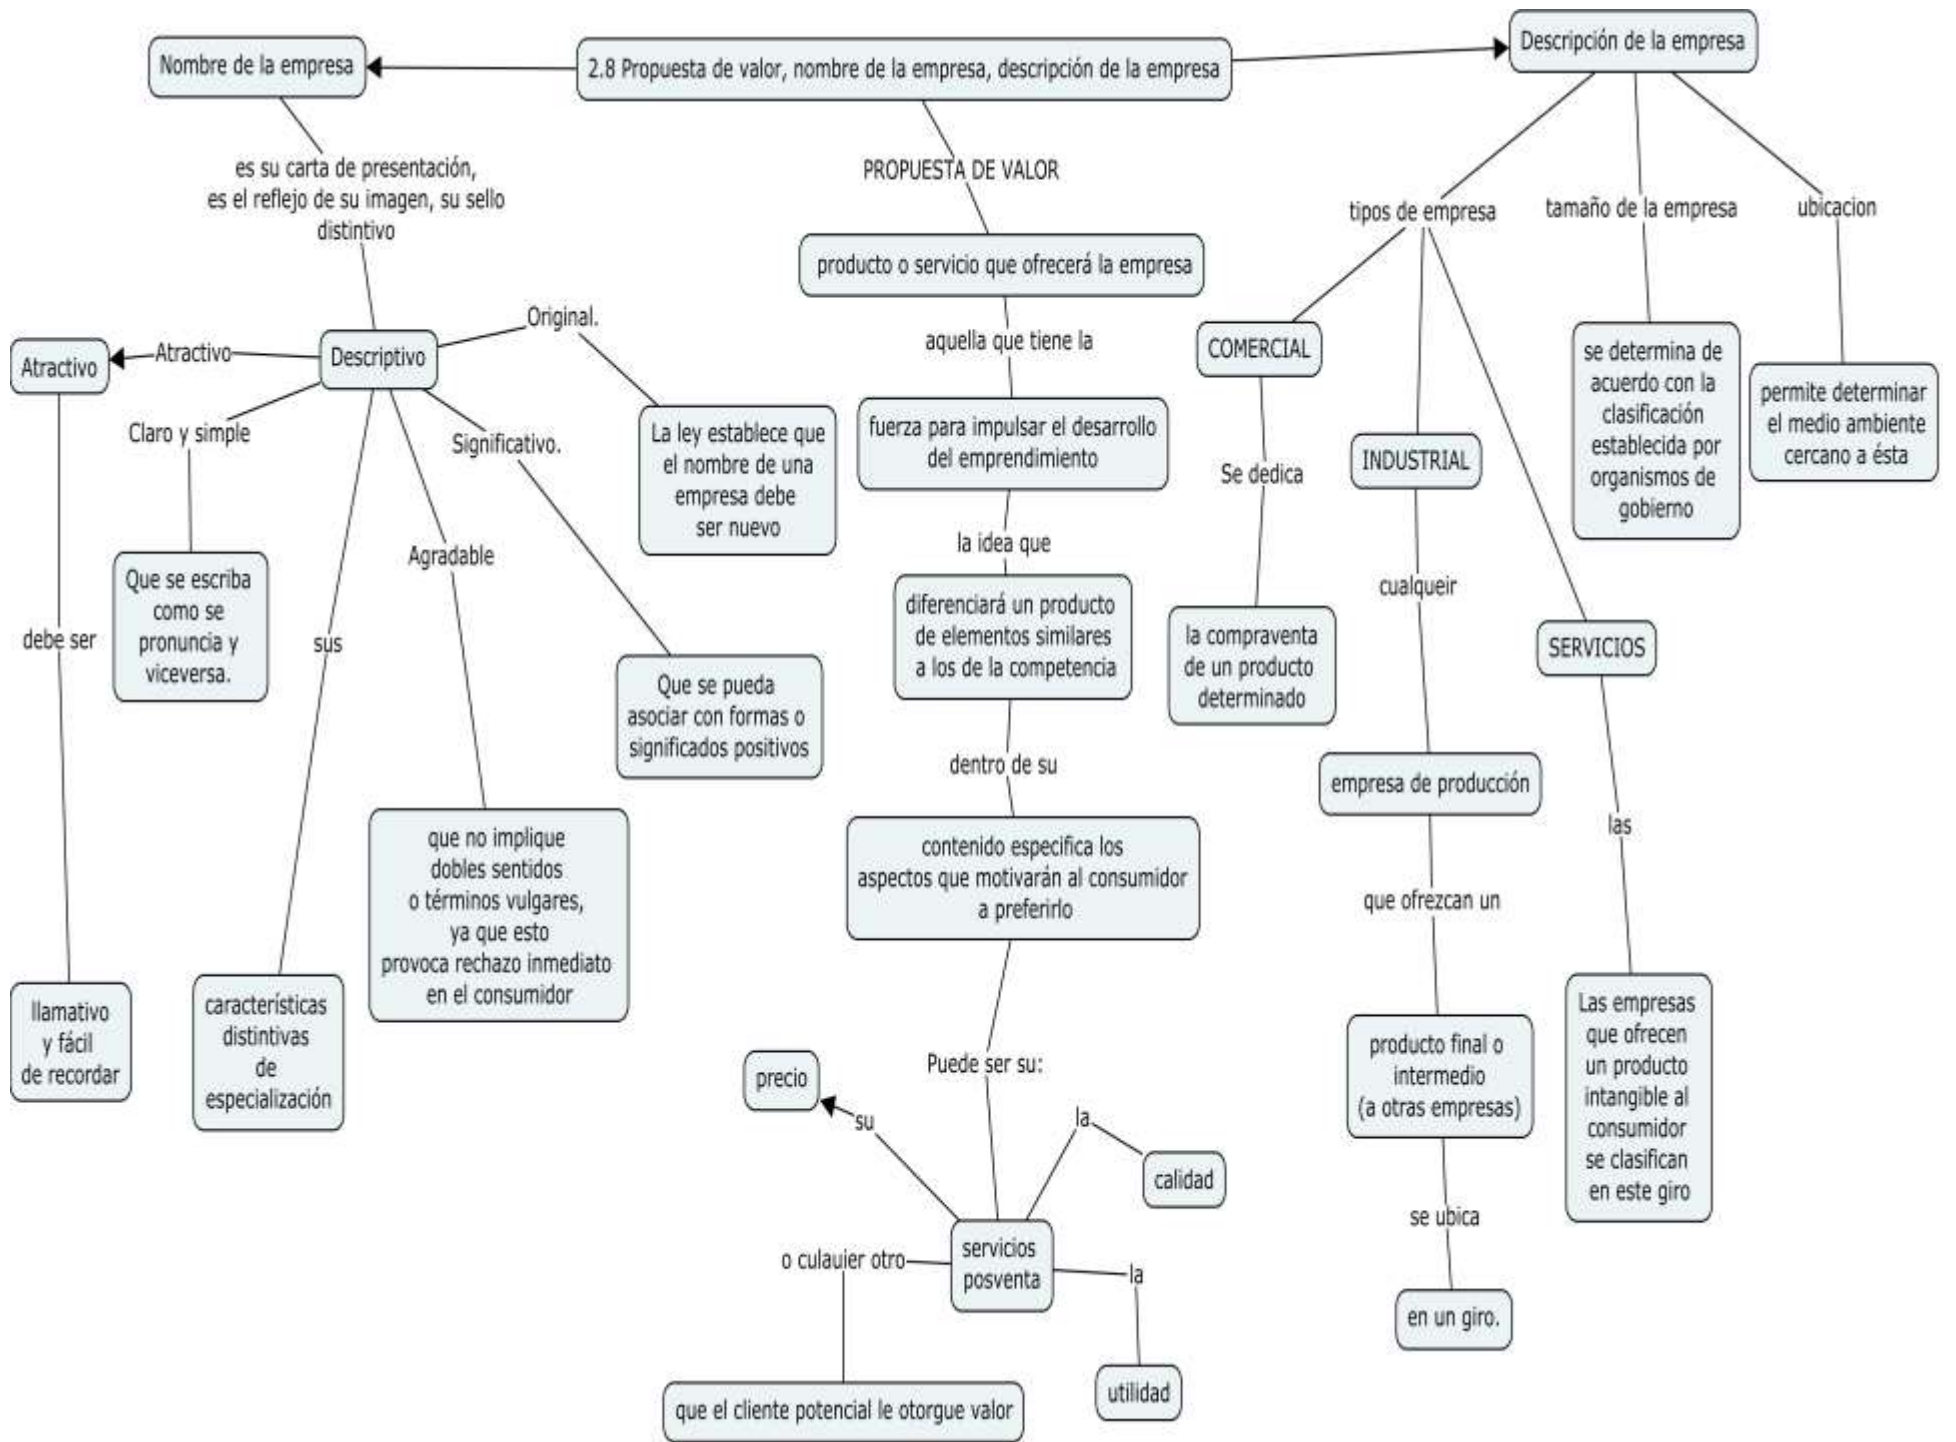 Nombre de la empresa
2.8 Propuesta de valor, nombre de la empresa, descripción de la empresa
Descripción de la empresa
es su carta de presentación,
es el reflejo de su imagen, su sello
distintivo
Descriptivo
Atractivo
Atractivo
debe ser
llamativo
y fácil
de recordar
Claro y simple
Que se escriba
como se
pronuncia y
viceversa.
sus
características
distintivas
de
especialización
Agradable
que no implique
dobles sentidos
o términos vulgares,
ya que esto
provoca rechazo inmediato
en el consumidor
Significativo.
Que se pueda
asociar con formas o
significados positivos
Original.
La ley establece que
el nombre de una
empresa debe
ser nuevo
PROPUESTA DE VALOR
producto o servicio que ofrecerá la empresa
aquella que tiene la
fuerza para impulsar el desarrollo
del emprendimiento
la idea que
diferenciará un producto
de elementos similares
a los de la competencia
dentro de su
contenido especifica los
aspectos que motivarán al consumidor
a preferirlo
Puede ser su:
servicios
posventa
su
precio
la
calidad
la
utilidad
o culauier otro
que el cliente potencial le otorgue valor
tipos de empresa
COMERCIAL
Se dedica
la compraventa
de un producto
determinado
INDUSTRIAL
cualqueir
empresa de producción
que ofrezcan un
producto final o
intermedio
(a otras empresas)
se ubica
en un giro.
SERVICIOS
las
Las empresas
que ofrecen
un producto
intangible al
consumidor
se clasifican
en este giro
tamaño de la empresa
se determina de
acuerdo con la
clasificación
establecida por
organismos de
gobierno
ubicacion
permite determinar
el medio ambiente
cercano a ésta